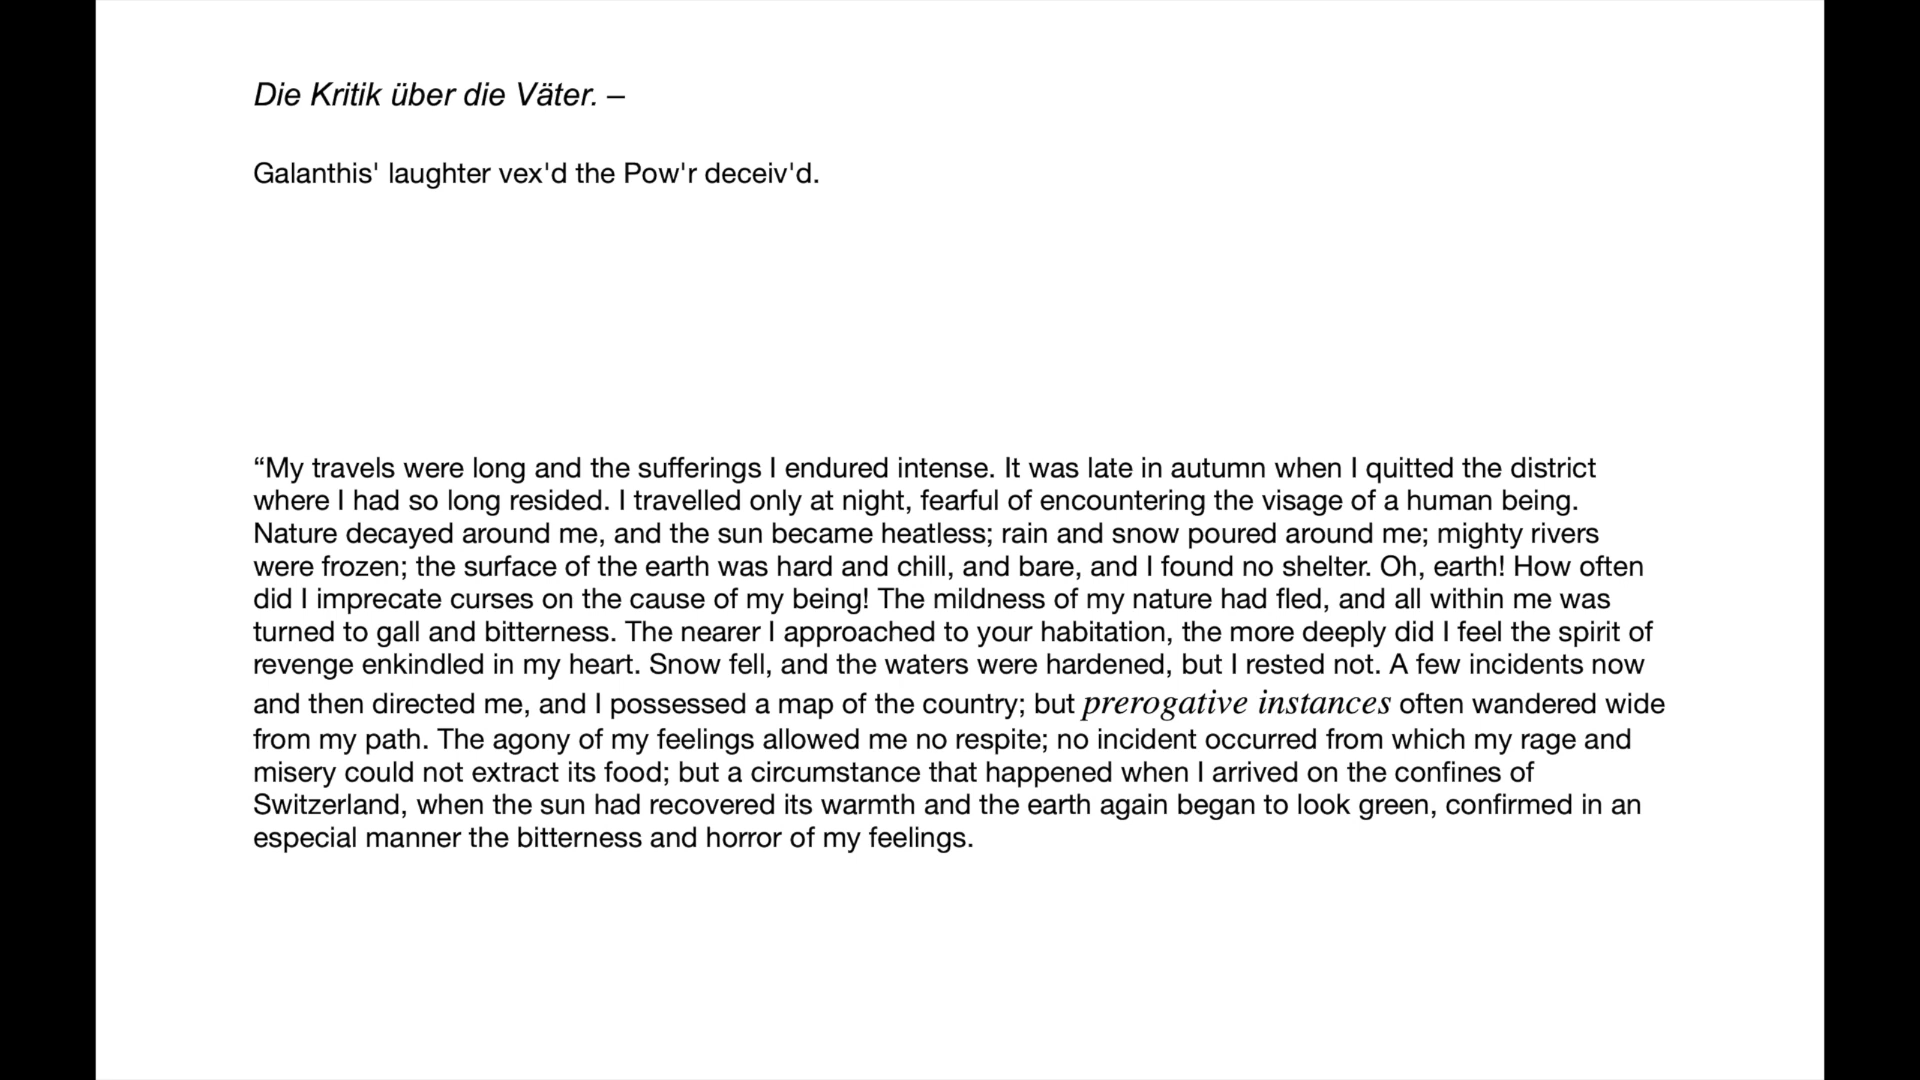 Die Kritik über die Väter. –
Galanthis' laughter vex'd the Pow'r deceiv'd.
“My travels were long and the sufferings I endured intense. It was late in autumn when I quitted the district
where I had so long resided. I travelled only at night, fearful of encountering the visage of a human being.
Nature decayed around me, and the sun became heatless; rain and snow poured around me; mighty rivers
were frozen; the surface of the earth was hard and chill, and bare, and I found no shelter. Oh, earth! How often
did I imprecate curses on the cause of my being! The mildness of my nature had fled, and all within me was
turned to gall and bitterness. The nearer I approached to your habitation, the more deeply did I feel the spirit of
revenge enkindled in my heart. Snow fell, and the waters were hardened, but I rested not. A few incidents now
and then directed me, and I possessed a map of the country; but prerogative instances often wandered wide
from my path. The agony of my feelings allowed me no respite; no incident occurred from which my rage and
misery could not extract its food; but a circumstance that happened when I arrived on the confines of
Switzerland, when the sun had recovered its warmth and the earth again began to look green, confirmed in an
especial manner the bitterness and horror of my feelings.